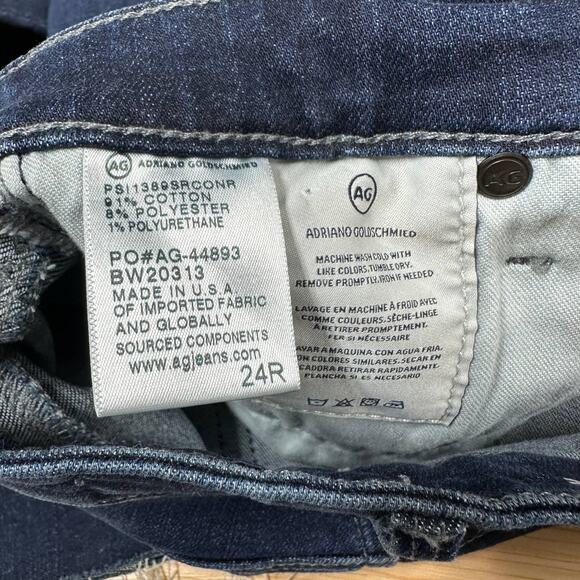 AG ADRIANO GOLDSCHMIED
PSI1389SRCONR
91% COTTON
8% POLYESTER
1% POLYURETHANE
PO#AG-44893
BW20313
MADE IN U.S.A.
OF IMPORTED FABRIC
AND GLOBALLY
SOURCED COMPONENTS
www.agjeans.com
24R
AG
ADRIANO GOLDSCHMIED
MACHINE WASH COLD WITH
LIKE COLORS. TUMBLE DRY.
REMOVE PROMPTLY. IRON IF NEEDED
LAVAGE EN MACHINE À FROID AVEC
COMME COULEURS. SÈCHE-LINGE
À RETIRER PROMPTEMENT.
FER SI NÉCESSAIRE
LAVAR A MAQUINA CON AGUA FRIA.
CON COLORES SIMILARES. SECAR EN
SECADORA RAPIDAMENTE.
PLANCHA SI ES NECESARIO
AG